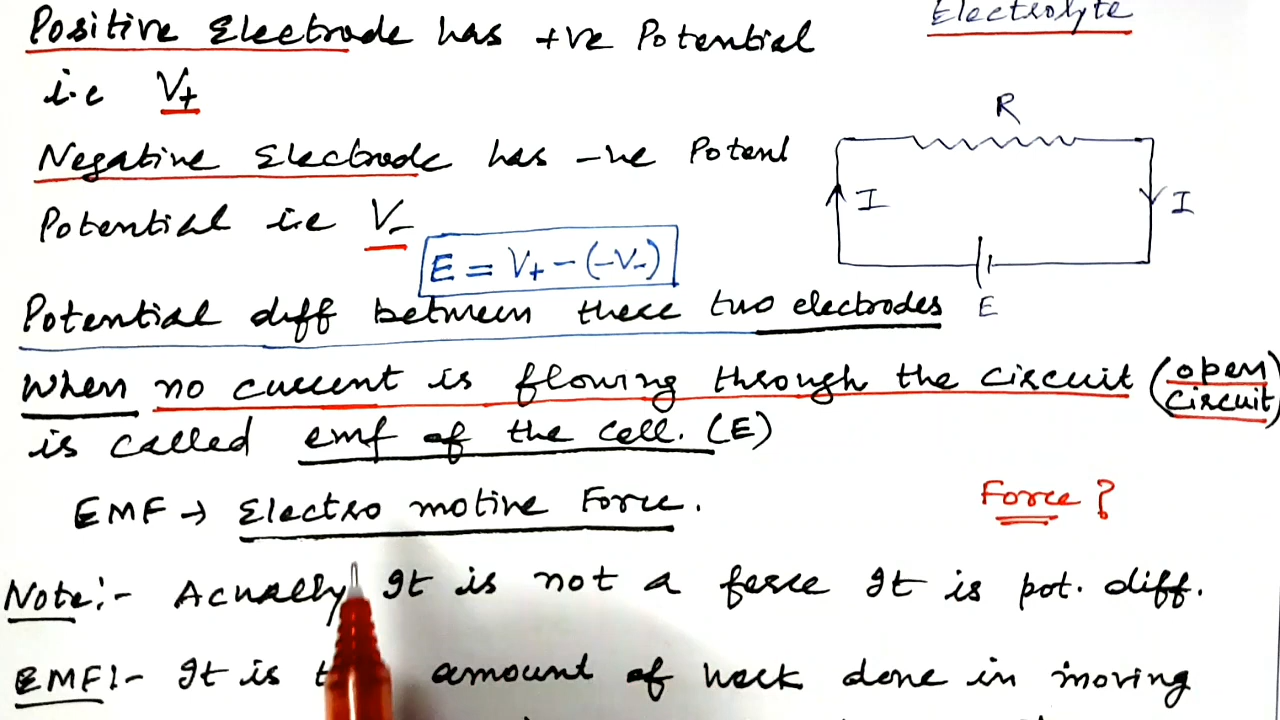 Positive Electrode has +ve Potential
i.e V+
Negative Electrode has -ve Potenl
Potential i.e V-
E = V+ - (-V-)
Potential diff between these two electrodes
When no current is flowing through the circuit (open circuit)
is called emf of the cell. (E)
EMF → Electro motive Force.
Force ?
Note:- Acually It is not a force It is pot. diff.
EMF:- It is amount of work done in moving
Electrolyte
R
I
I
E